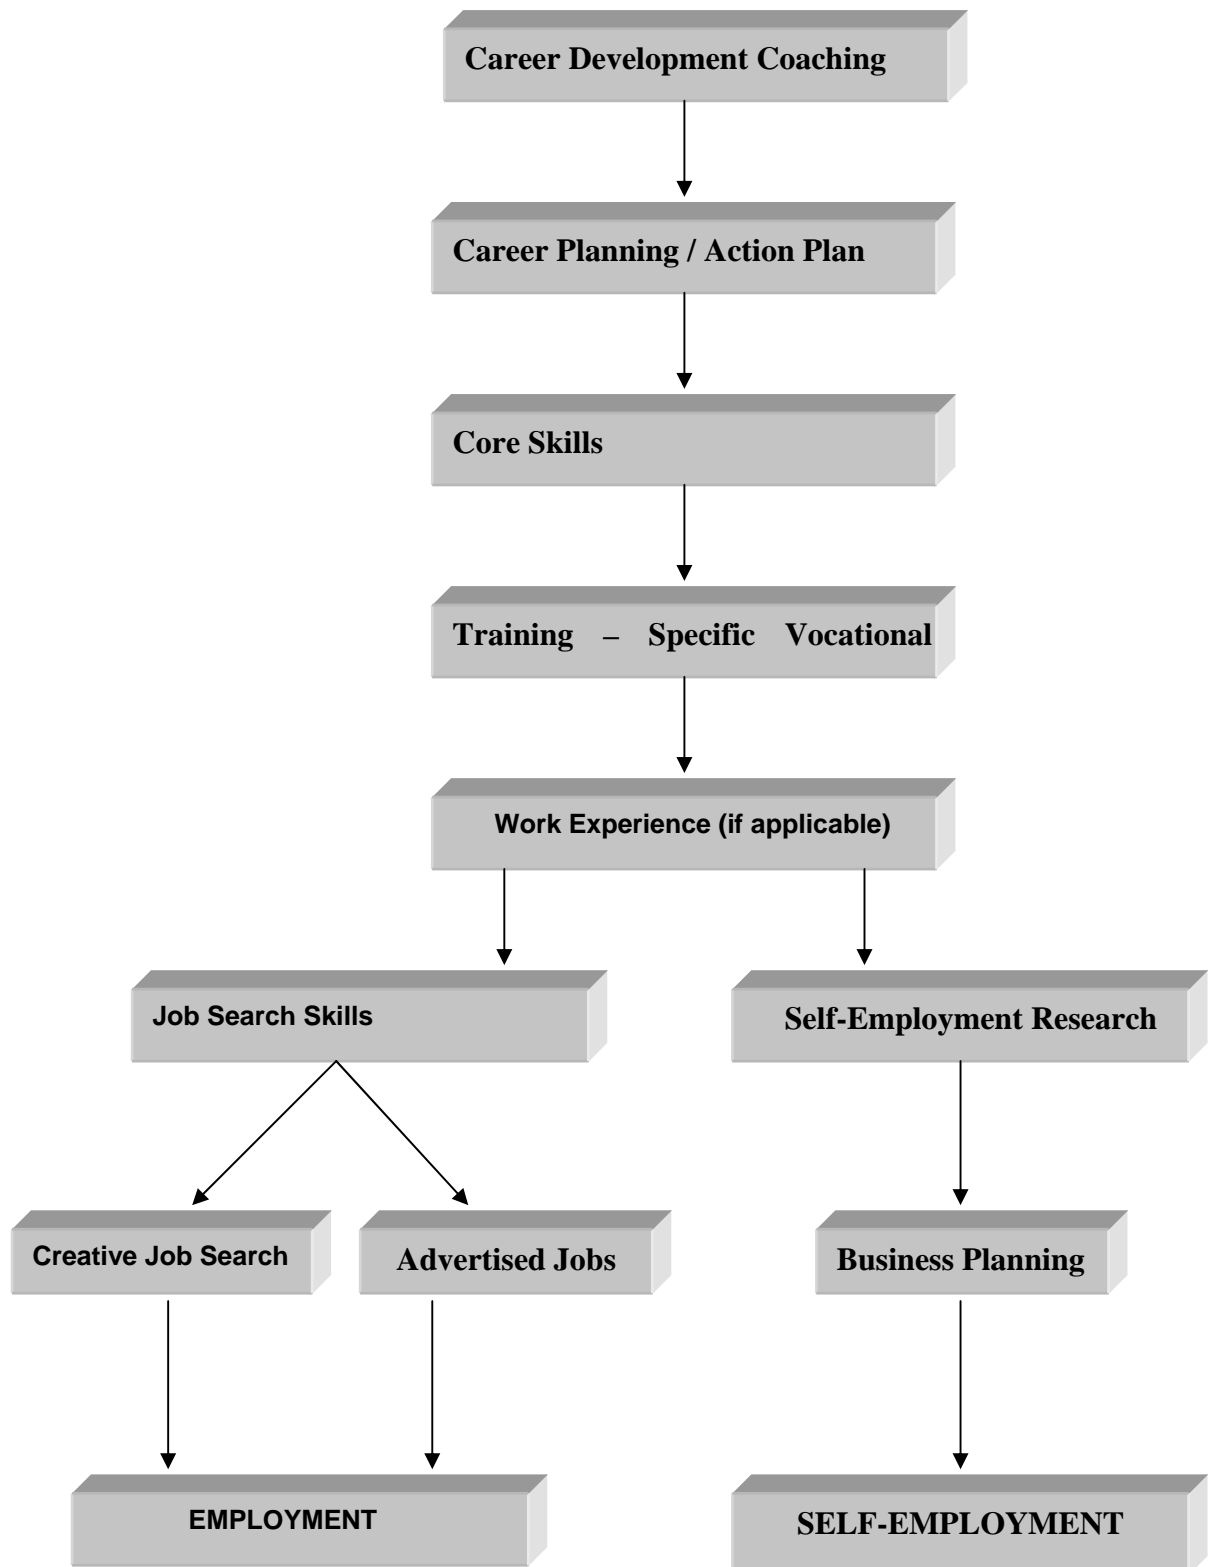 Career Development Coaching
Career Planning / Action Plan
Core Skills
Training – Specific Vocational
Work Experience (if applicable)
Job Search Skills
Self-Employment Research
Creative Job Search
Advertised Jobs
Business Planning
EMPLOYMENT
SELF-EMPLOYMENT